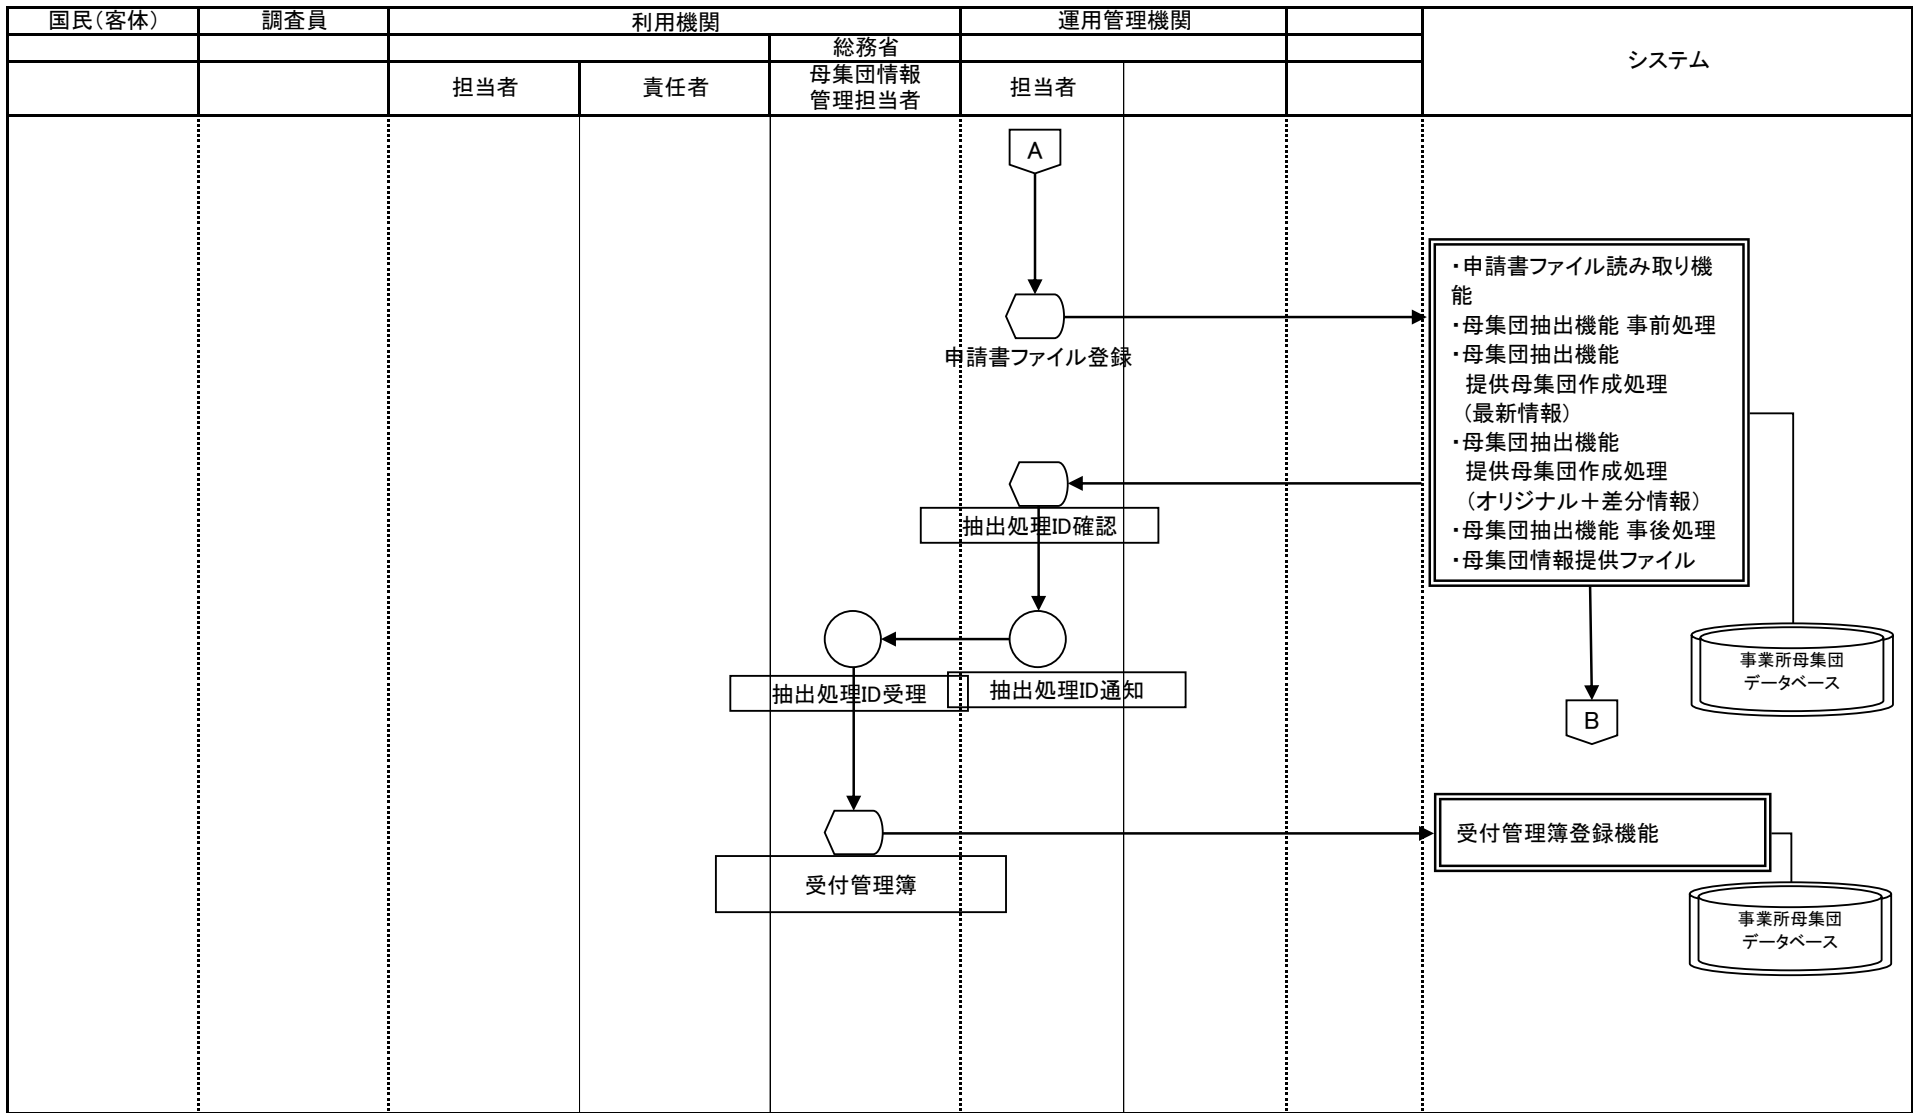 国民（客体）
調査員
利用機関
運用管理機関
システム
総務省
担当者
責任者
母集団情報
管理担当者
担当者
A
・申請書ファイル読み取り機
能
・母集団抽出機能 事前処理
・母集団抽出機能
提供母集団作成処理
（最新情報）
・母集団抽出機能
提供母集団作成処理
（オリジナル＋差分情報）
・母集団抽出機能 事後処理
・母集団情報提供ファイル
申請書ファイル登録
抽出処理ID確認
抽出処理ID受理
抽出処理ID通知
事業所母集団
データベース
B
受付管理簿登録機能
受付管理簿
事業所母集団
データベース